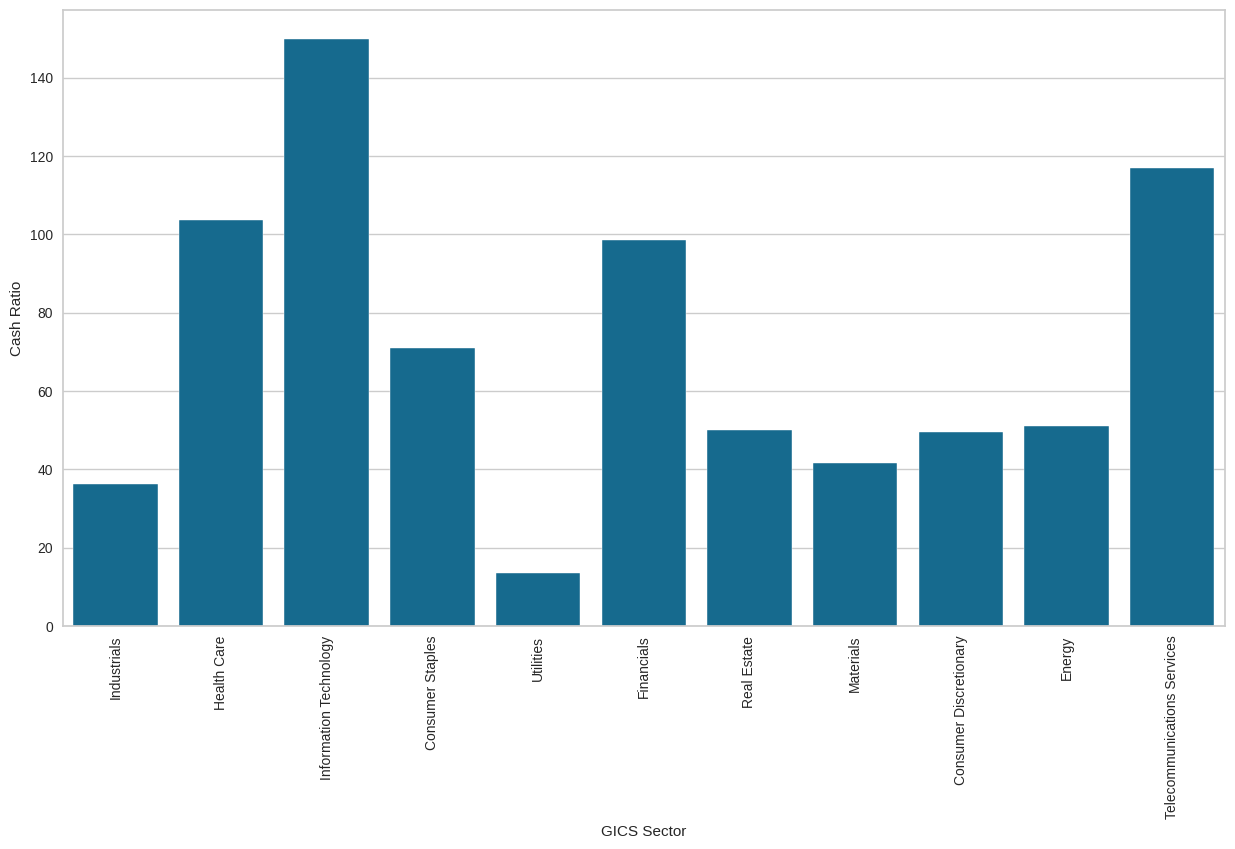 Cash Ratio
140
120
100
80
60
40
20
0
Industrials
Health Care
Information Technology
Consumer Staples
Utilities
Financials
Real Estate
Materials
Consumer Discretionary
Energy
Telecommunications Services
GICS Sector